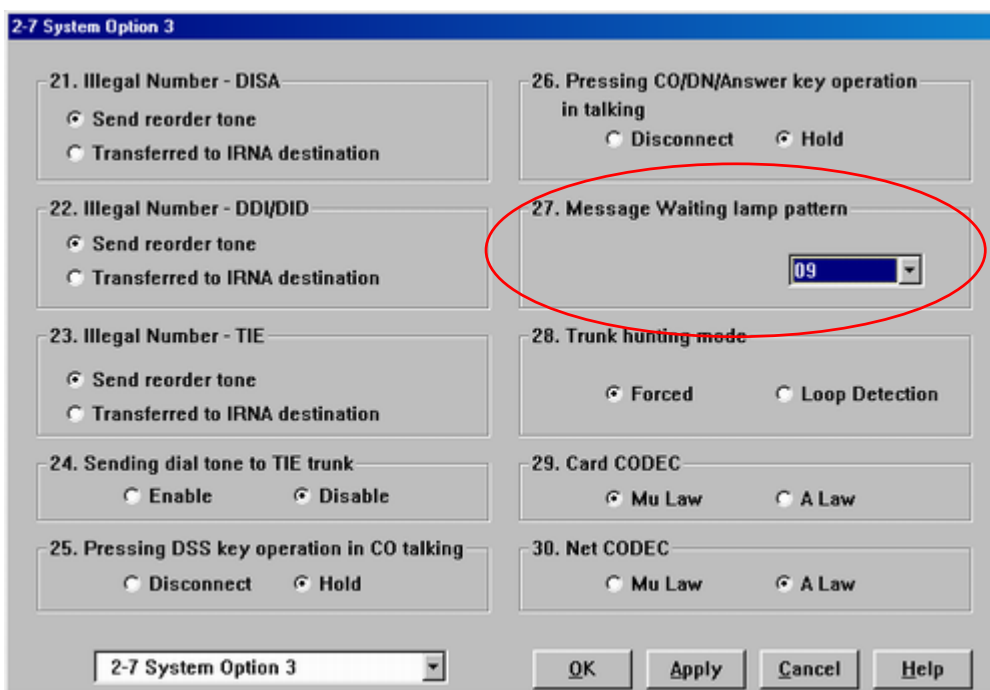 2-7 System Option 3
21. Illegal Number - DISA
Send reorder tone
Transferred to IRNA destination
22. Illegal Number - DDI/DID
Send reorder tone
Transferred to IRNA destination
23. Illegal Number - TIE
Send reorder tone
Transferred to IRNA destination
24. Sending dial tone to TIE trunk
Enable Disable
25. Pressing DSS key operation in CO talking
Disconnect Hold
26. Pressing CO/DN/Answer key operation
in talking
Disconnect Hold
27. Message Waiting lamp pattern
09
28. Trunk hunting mode
Forced Loop Detection
29. Card CODEC
Mu Law A Law
30. Net CODEC
Mu Law A Law
2-7 System Option 3
OK Apply Cancel Help